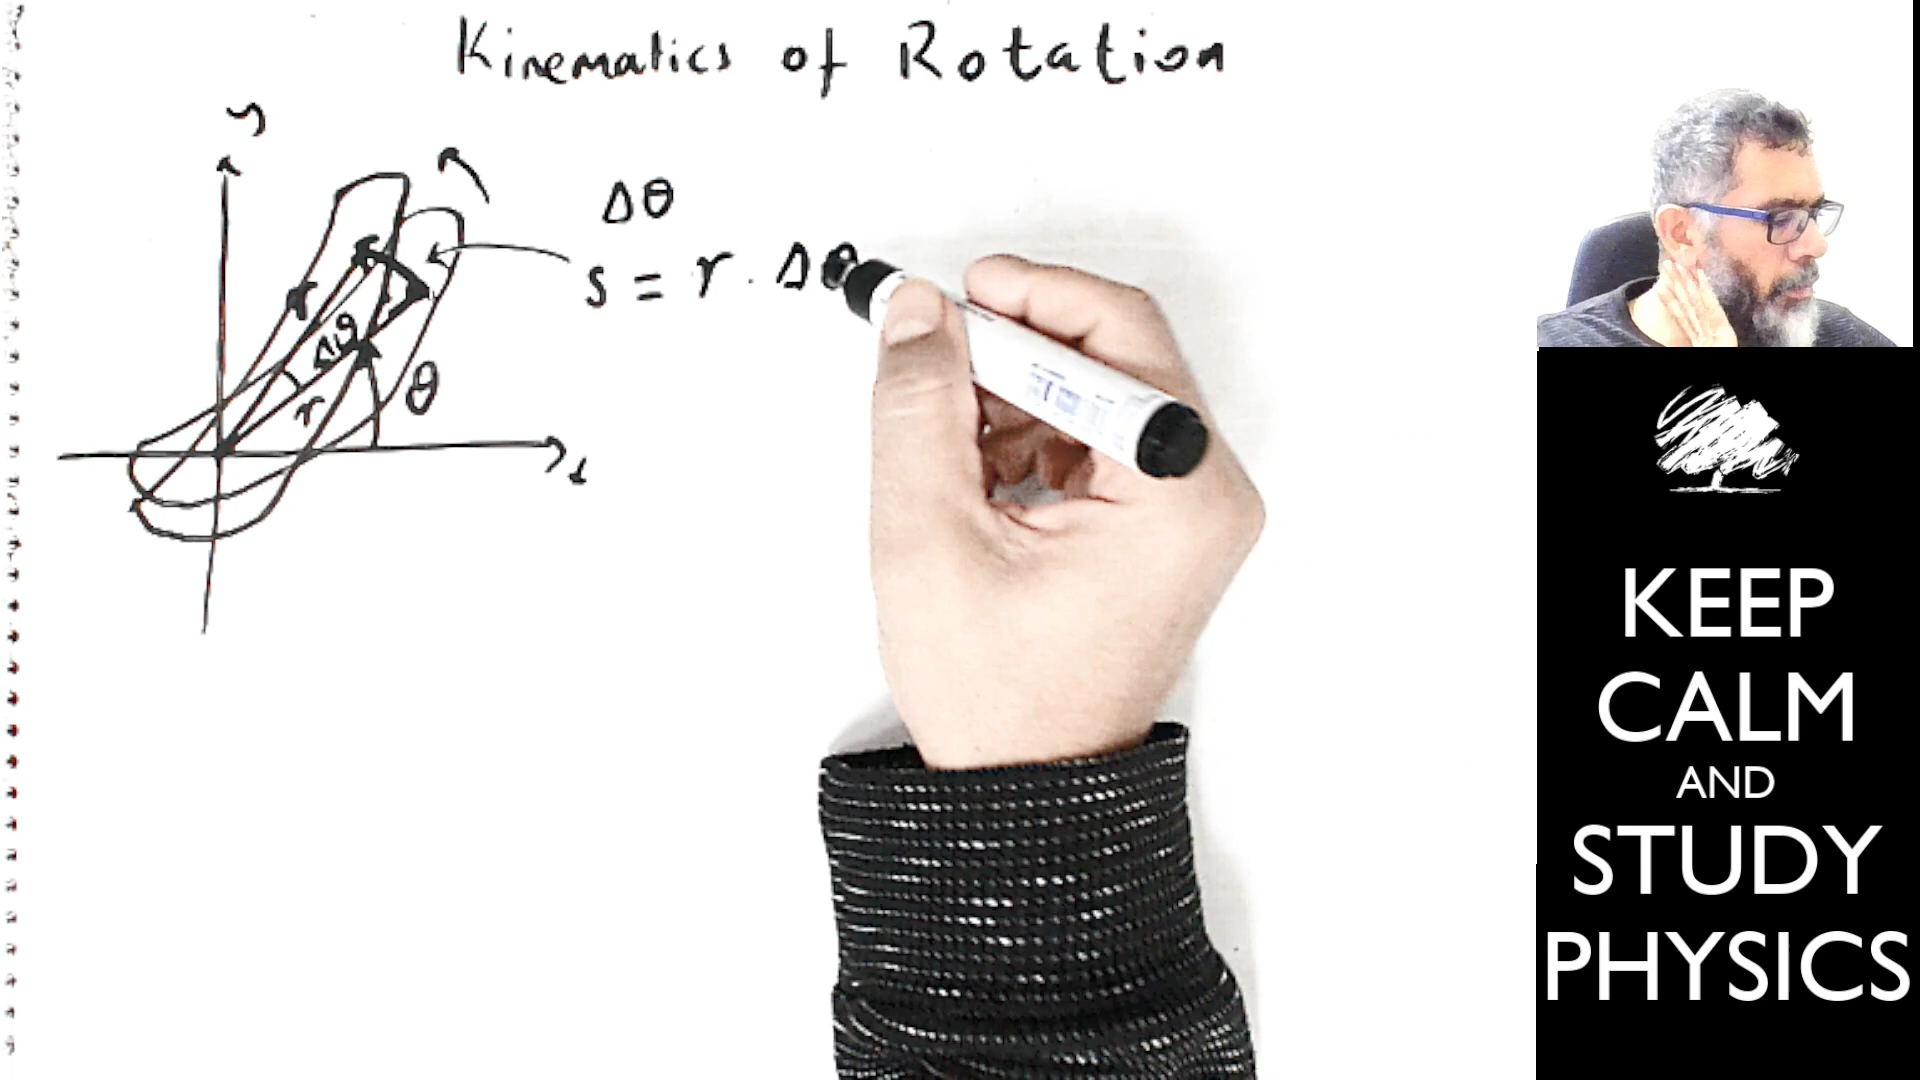 Kinematics of Rotation
y
Δθ
s = r . Δθ
Δθ
r
θ
KEEP
CALM
AND
STUDY
PHYSICS